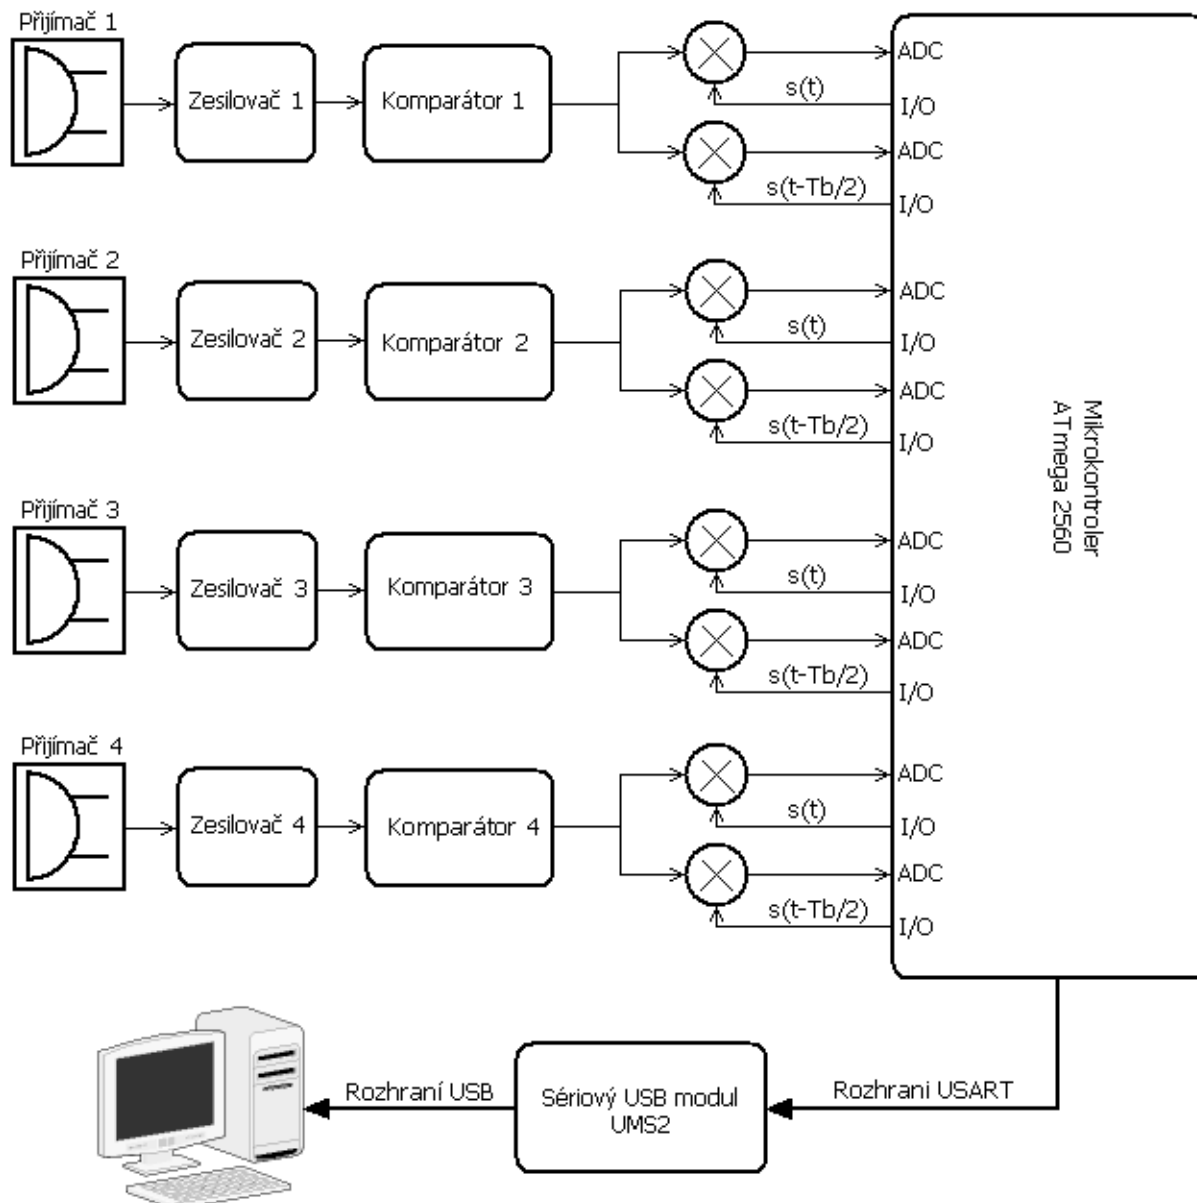 Přijímač 1
Zesilovač 1
Komparátor 1
s(t)
s(t-Tb/2)
ADC
I/O
ADC
I/O
Přijímač 2
Zesilovač 2
Komparátor 2
s(t)
s(t-Tb/2)
ADC
I/O
ADC
I/O
Mikrokontroler
ATmega 2560
Přijímač 3
Zesilovač 3
Komparátor 3
s(t)
s(t-Tb/2)
ADC
I/O
ADC
I/O
Přijímač 4
Zesilovač 4
Komparátor 4
s(t)
s(t-Tb/2)
ADC
I/O
ADC
I/O
Rozhraní USB
Sériový USB modul
UMS2
Rozhrani USART